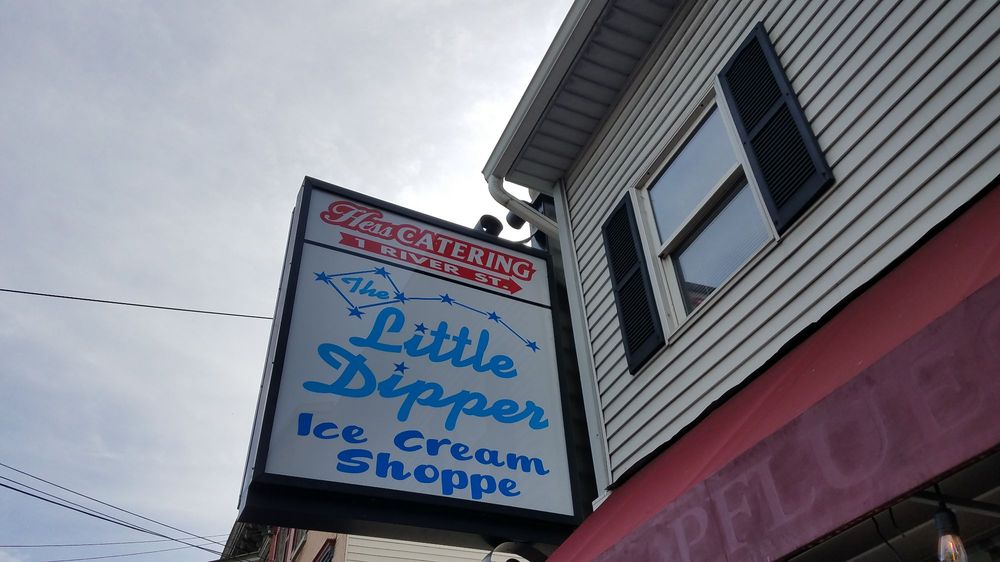 Hess CATERING
1 RIVER ST.
The
Little
Dipper
Ice Cream
Shoppe